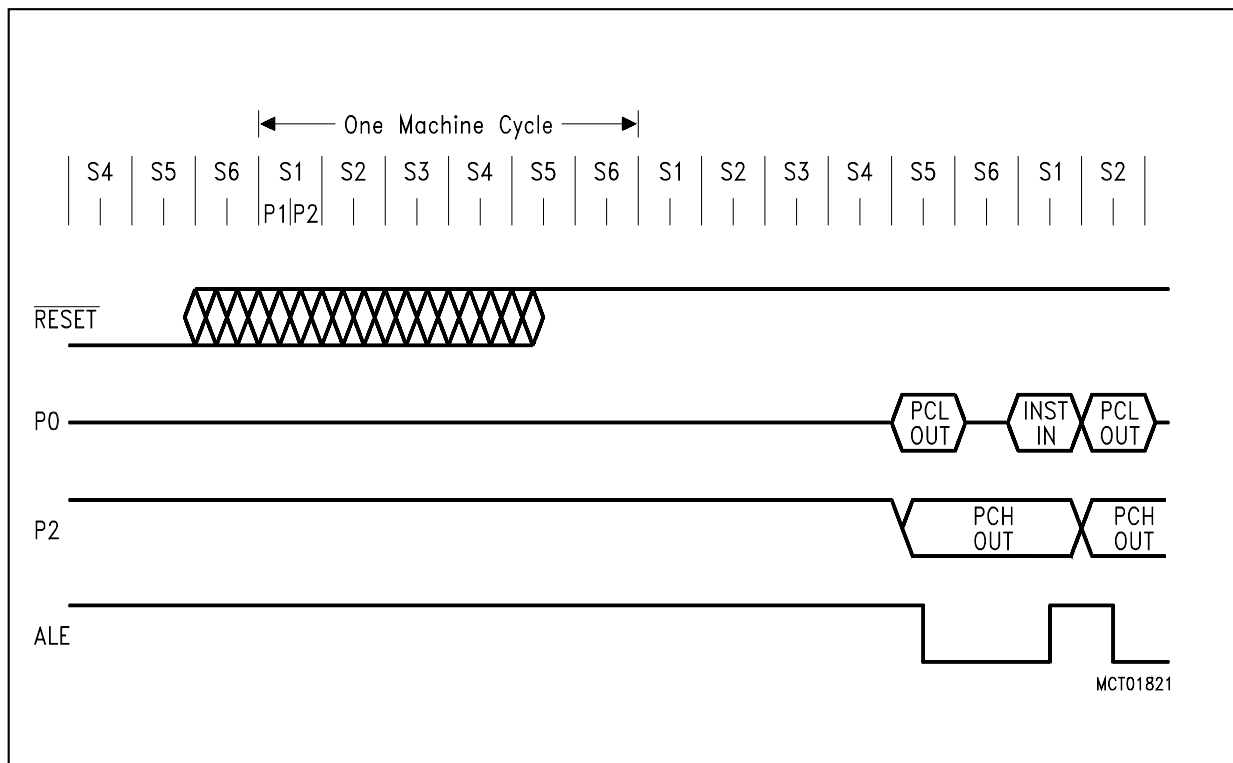 One Machine Cycle
S4 S5 S6 S1 S2 S3 S4 S5 S6 S1 S2 S3 S4 S5 S6 S1 S2
P1 P2
RESET
P0
PCL OUT
INST IN
PCL OUT
P2
PCH OUT
PCH OUT
ALE
MCT01821